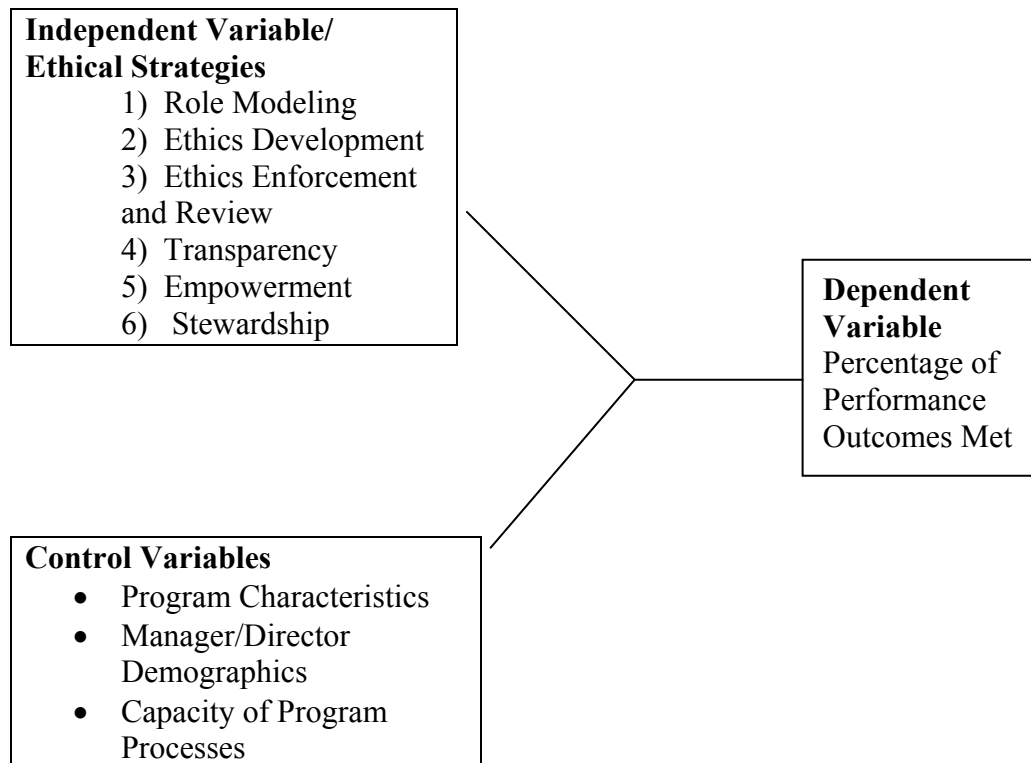 Independent Variable/
Ethical Strategies
1) Role Modeling
2) Ethics Development
3) Ethics Enforcement
and Review
4) Transparency
5) Empowerment
6) Stewardship
Dependent
Variable
Percentage of
Performance
Outcomes Met
Control Variables
• Program Characteristics
• Manager/Director
Demographics
• Capacity of Program
Processes